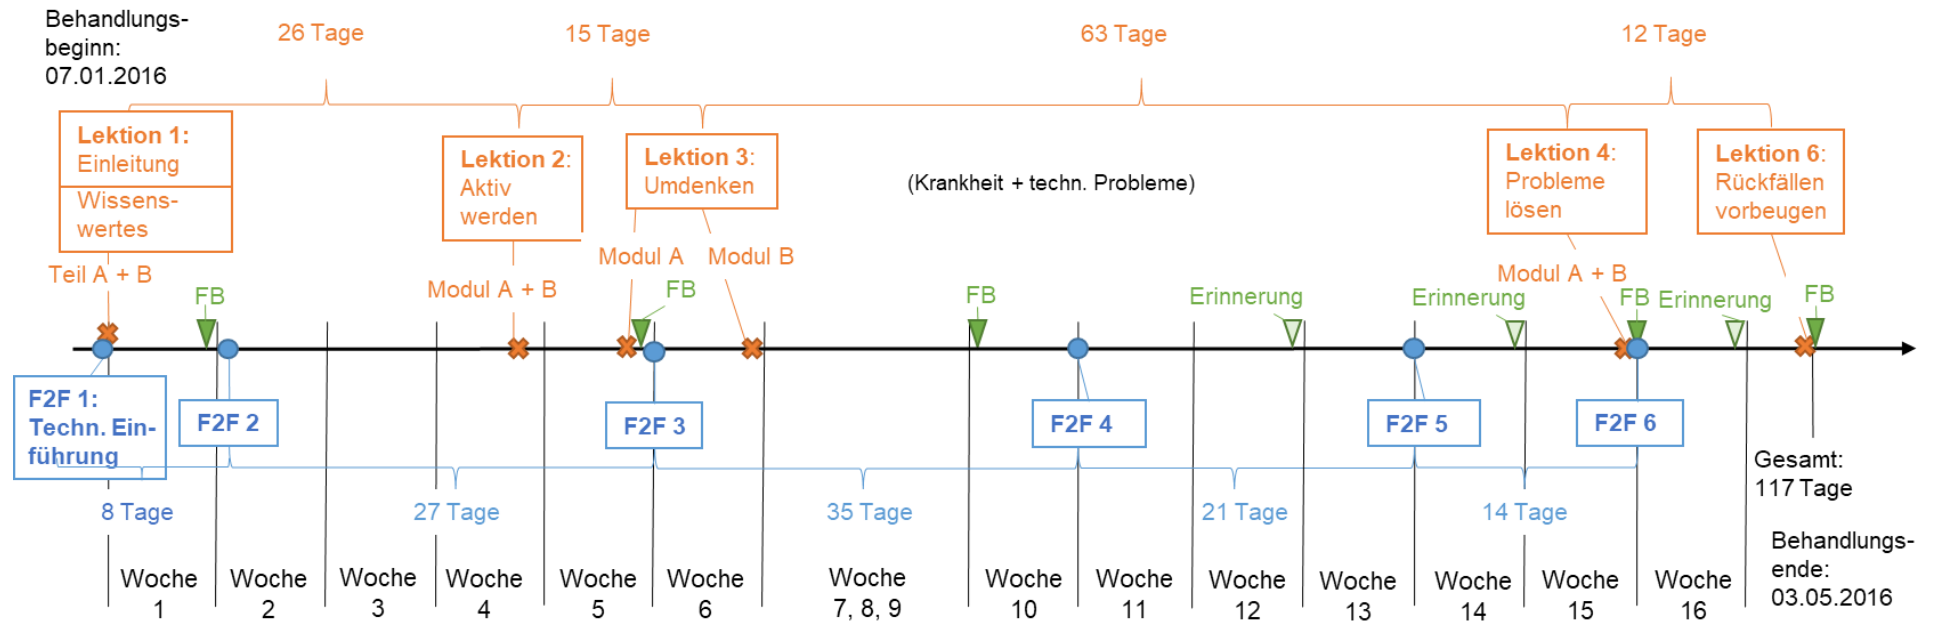 Behandlungs-
beginn:
07.01.2016
26 Tage
15 Tage
63 Tage
12 Tage
Lektion 1:
Einleitung
Wissens-
wertes
Lektion 2:
Aktiv
werden
Lektion 3:
Umdenken
(Krankheit + techn. Probleme)
Lektion 4:
Probleme
lösen
Lektion 6:
Rückfällen
vorbeugen
Teil A + B
Modul A + B
Modul A
Modul B
Modul A + B
FB
FB
FB
Erinnerung
Erinnerung
FB
Erinnerung
FB
F2F 1:
Techn. Ein-
führung
F2F 2
F2F 3
F2F 4
F2F 5
F2F 6
Gesamt:
117 Tage
8 Tage
27 Tage
35 Tage
21 Tage
14 Tage
Behandlungs-
ende:
03.05.2016
Woche
1
Woche
2
Woche
3
Woche
4
Woche
5
Woche
6
Woche
7, 8, 9
Woche
10
Woche
11
Woche
12
Woche
13
Woche
14
Woche
15
Woche
16